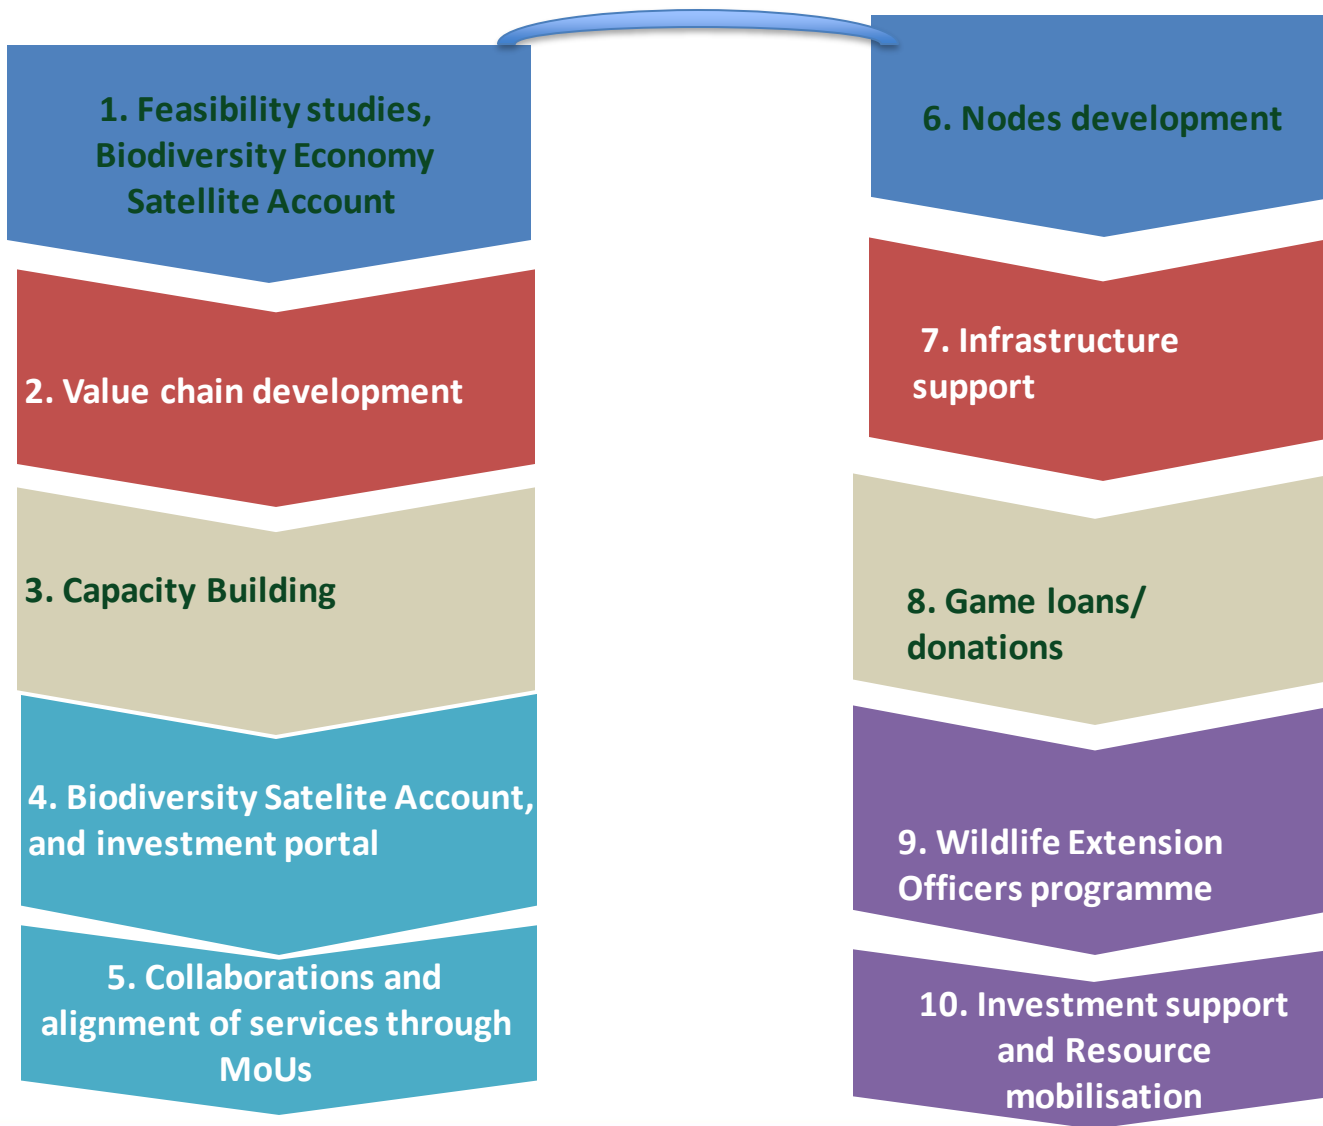 1. Feasibility studies,
Biodiversity Economy
Satellite Account
2. Value chain development
3. Capacity Building
4. Biodiversity Satelite Account,
and investment portal
5. Collaborations and
alignment of services through
MoUs
6. Nodes development
7. Infrastructure
support
8. Game loans/
donations
9. Wildlife Extension
Officers programme
10. Investment support
and Resource
mobilisation